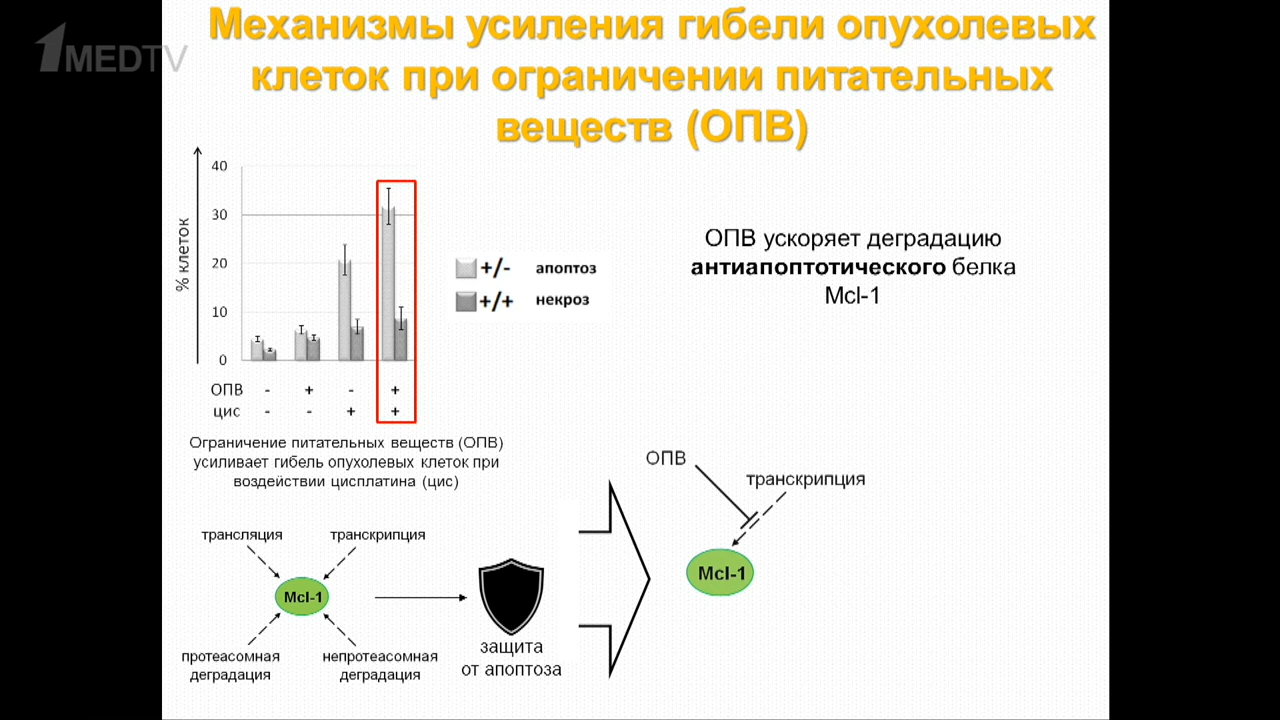 1MEDTV
Механизмы усиления гибели опухолевых
клеток при ограничении питательных
веществ (ОПВ)
% клеток
40
30
20
10
0
ОПВ - + - +
цис - - + +
+/- апоптоз
+/+ некроз
ОПВ ускоряет деградацию
антиапоптотического белка
Mcl-1
Ограничение питательных веществ (ОПВ)
усиливает гибель опухолевых клеток при
воздействии цисплатина (цис)
ОПВ
транскрипция
Mcl-1
трансляция
транскрипция
Mcl-1
протеасомная
деградация
непротеасомная
деградация
защита
от апоптоза